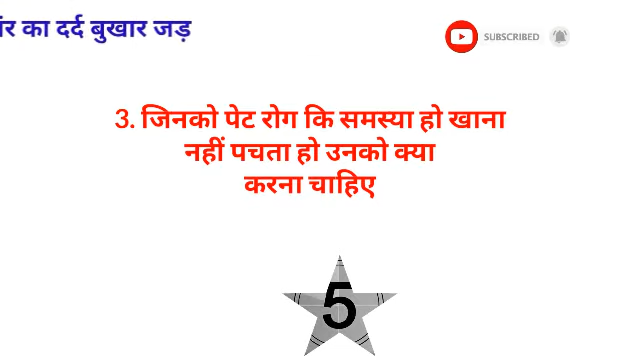 का दर्द बुखार जड़
SUBSCRIBED
3. जिनको पेट रोग कि समस्या हो खाना
नहीं पचता हो उनको क्या
करना चाहिए
5